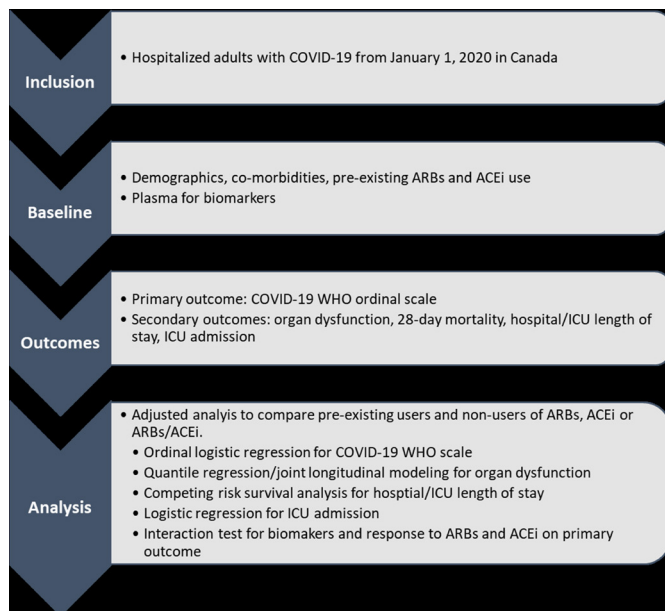 Inclusion
• Hospitalized adults with COVID-19 from January 1, 2020 in Canada
Baseline
• Demographics, co-morbidities, pre-existing ARBs and ACEi use
• Plasma for biomarkers
Outcomes
• Primary outcome: COVID-19 WHO ordinal scale
• Secondary outcomes: organ dysfunction, 28-day mortality, hospital/ICU length of
stay, ICU admission
Analysis
• Adjusted analyis to compare pre-existing users and non-users of ARBs, ACEi or
ARBs/ACEi.
• Ordinal logistic regression for COVID-19 WHO scale
• Quantile regression/joint longitudinal modeling for organ dysfunction
• Competing risk survival analysis for hosptial/ICU length of stay
• Logistic regression for ICU admission
• Interaction test for biomakers and response to ARBs and ACEi on primary
outcome